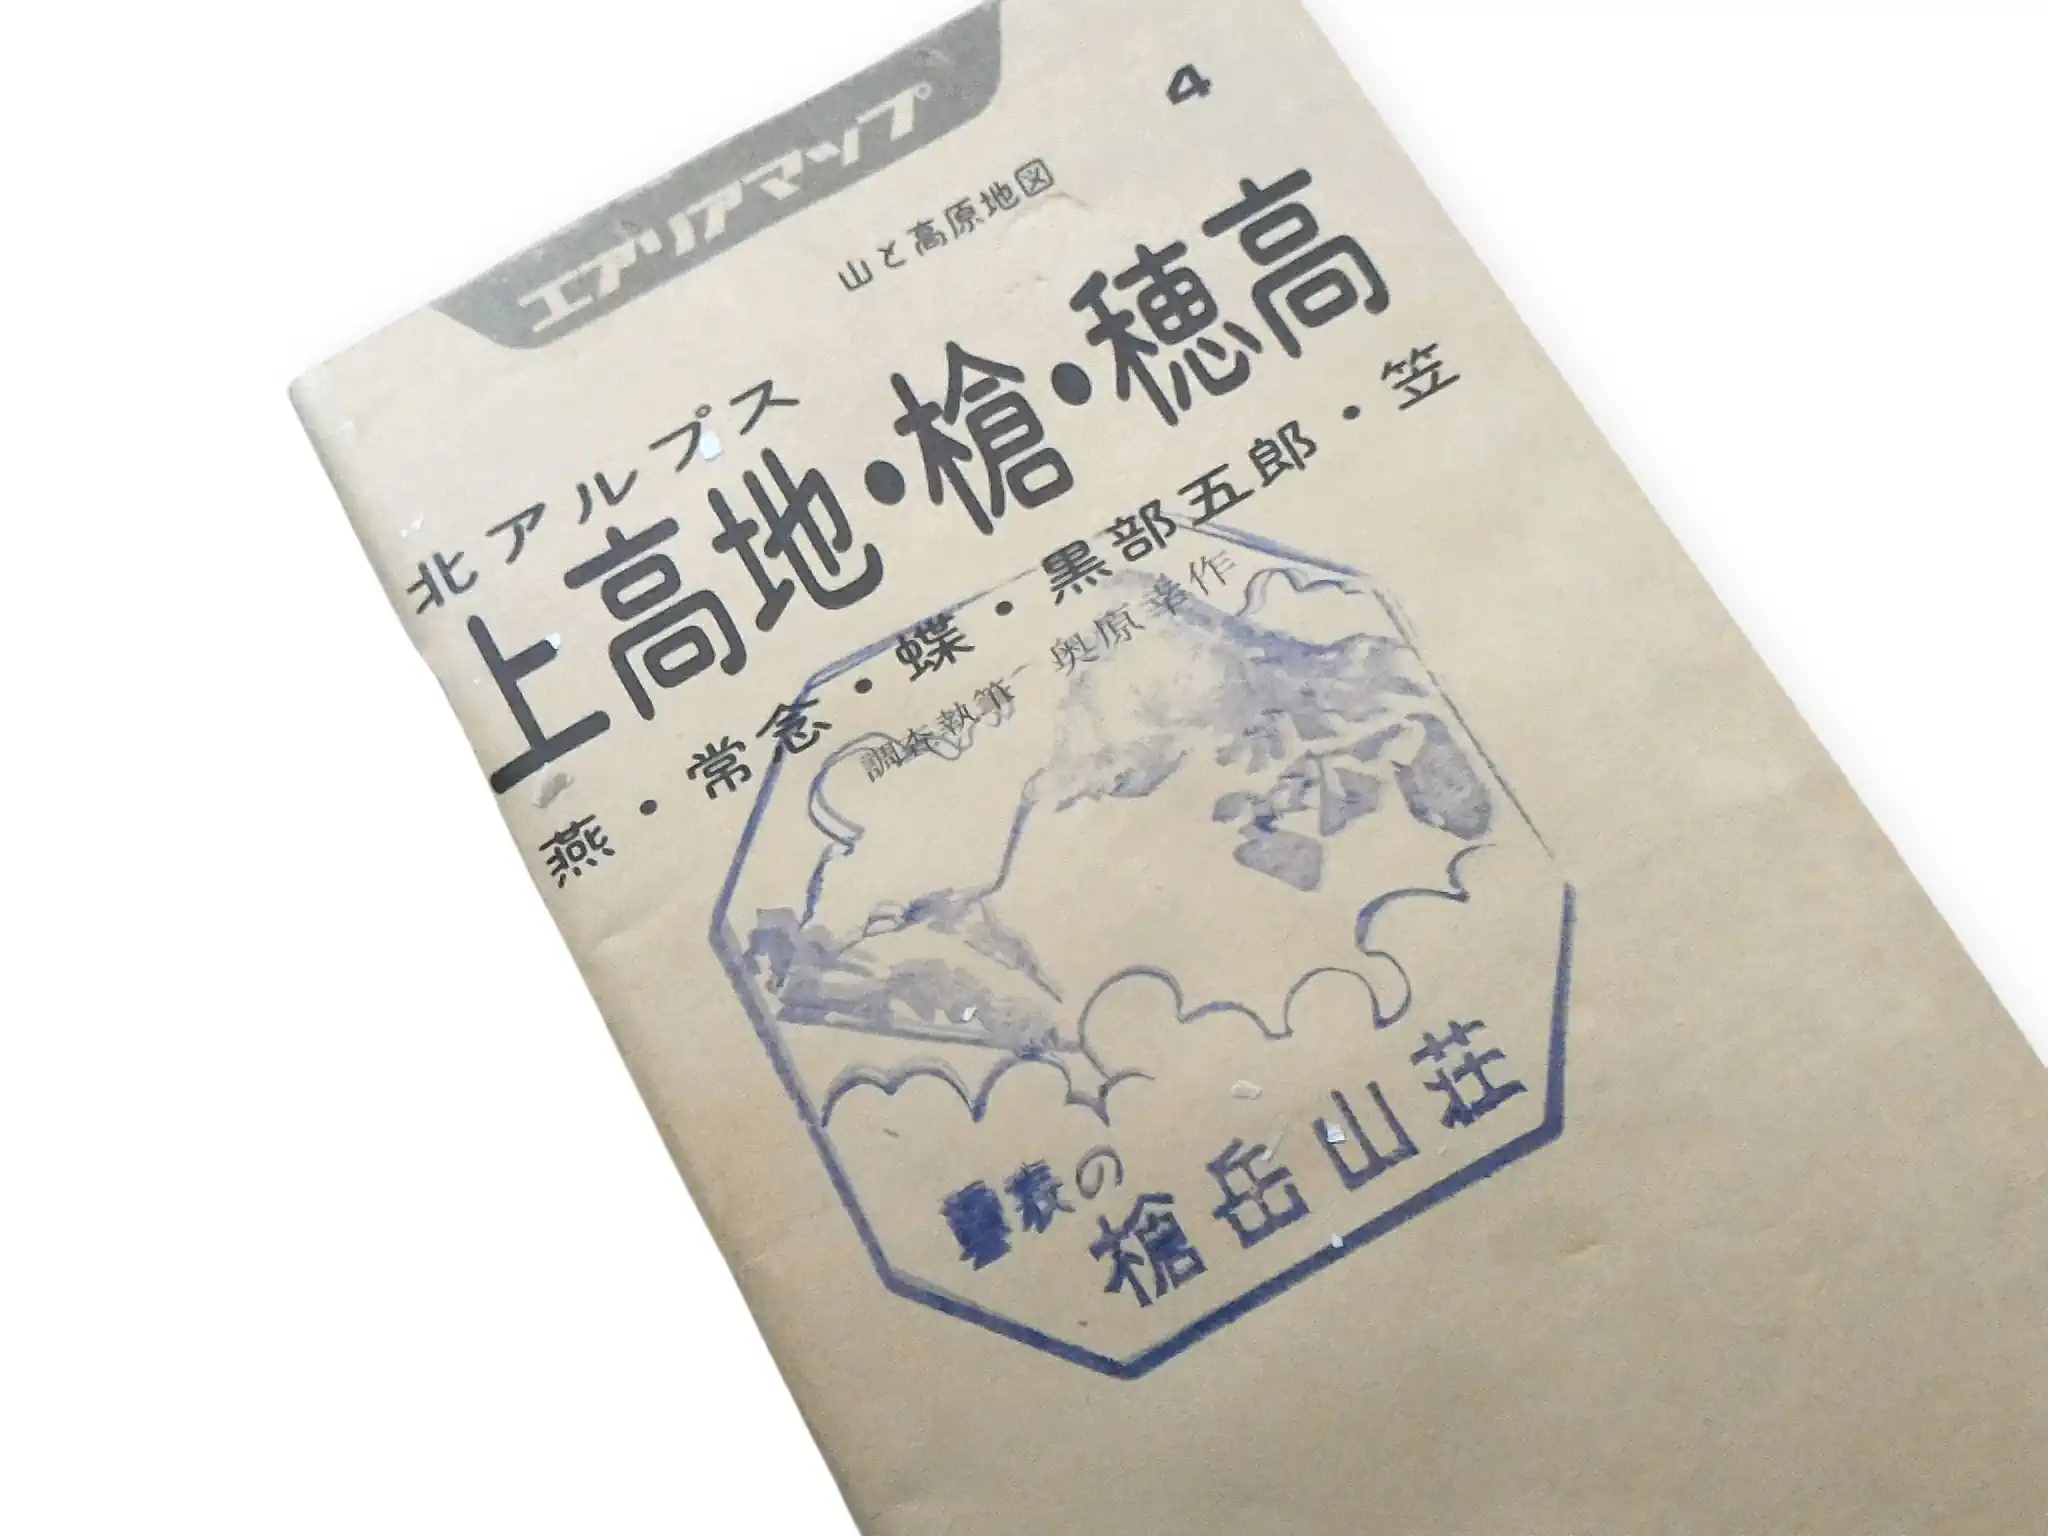 エアリアマップ
4
山と高原地図
北アルプス
上高地・槍・穂高
燕・常念・蝶・黒部五郎・笠
調査執筆 奥原幸作
表の
槍岳山荘